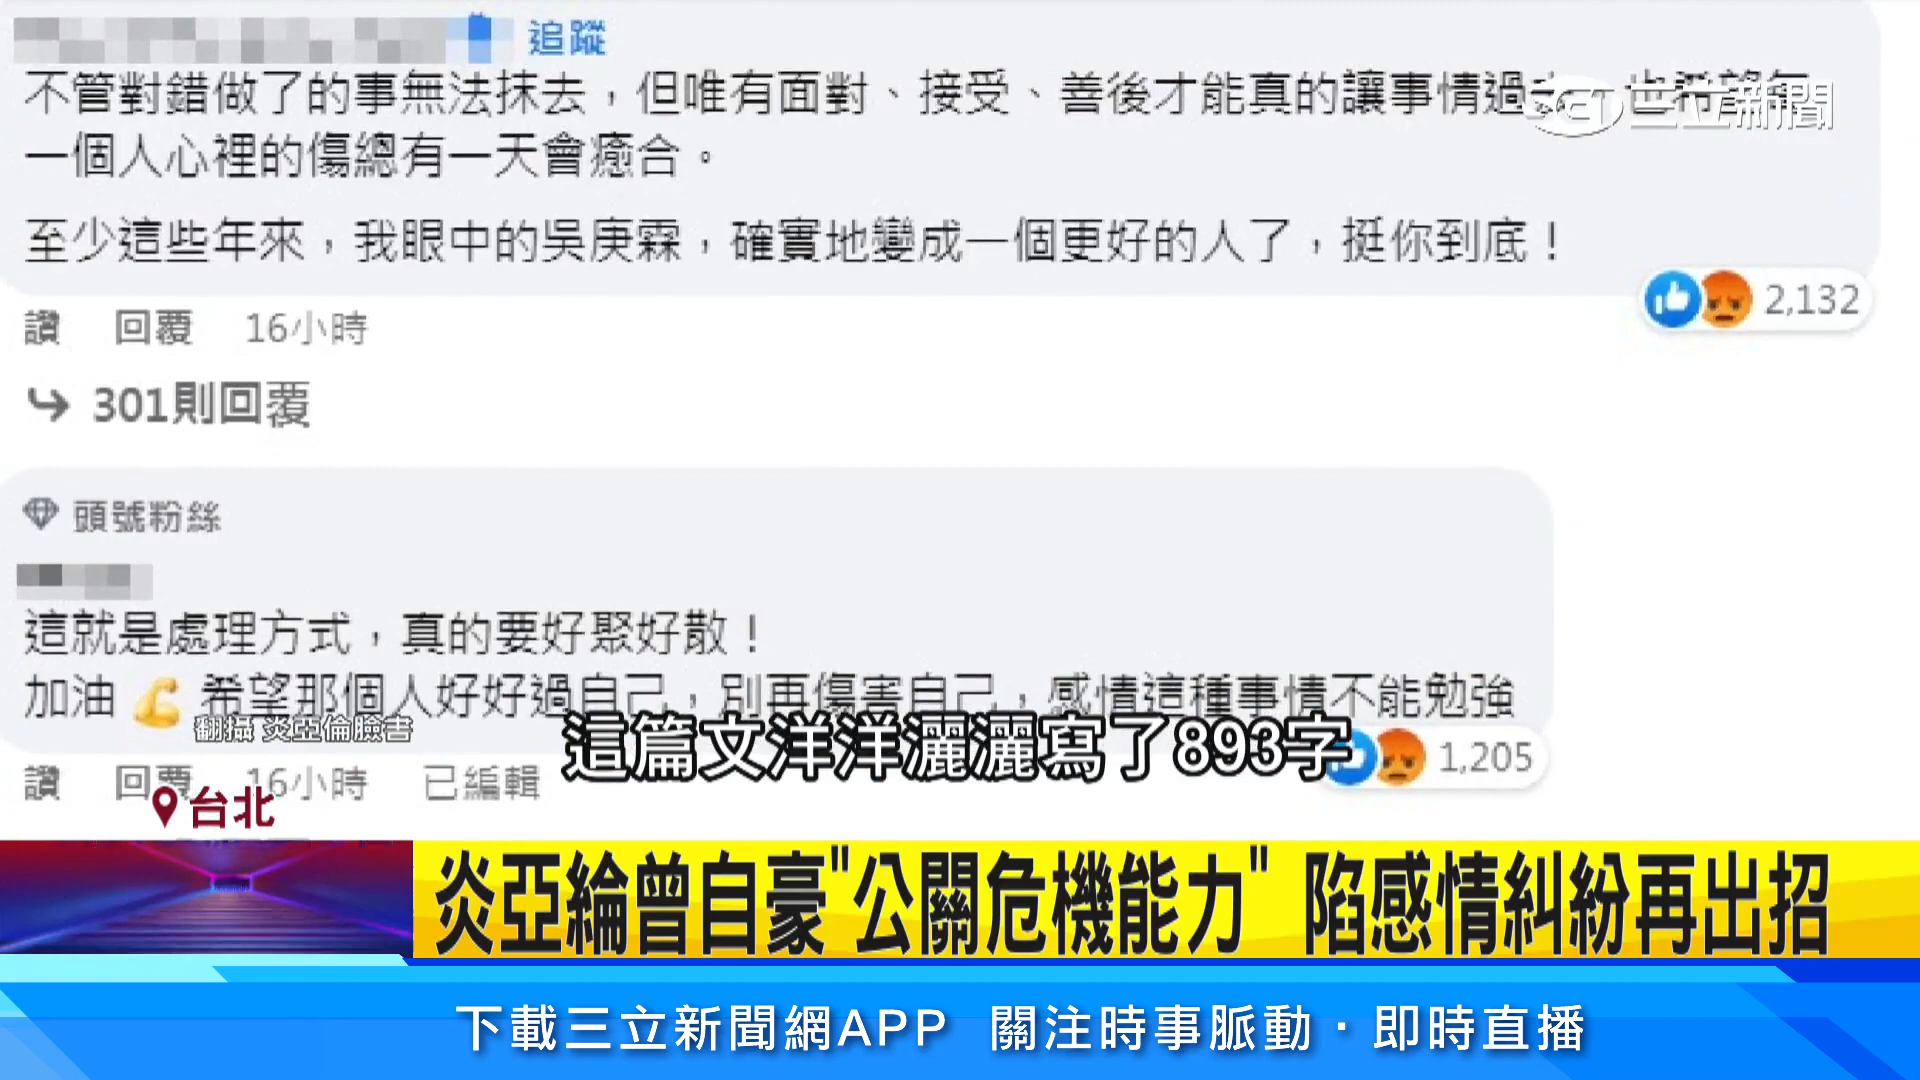 追蹤
不管對錯做了的事無法抹去，但唯有面對、接受、善後才能真的讓事情過去，也希望每
SET 三立新聞
一個人心裡的傷總有一天會癒合。
至少這些年來，我眼中的吳庚霖，確實地變成一個更好的人了，挺你到底！
2,132
讚 回覆 16小時
301則回覆
頭號粉絲
這就是處理方式，真的要好聚好散！
加油 希望那個人好好過自己，別再傷害自己，感情這種事情不能勉強
翻攝 炎亞倫臉書
這篇文洋洋灑灑寫了893字
1,205
讚 回覆 16小時 已編輯
台北
炎亞綸曾自豪"公關危機能力" 陷感情糾紛再出招
下載三立新聞網APP 關注時事脈動·即時直播